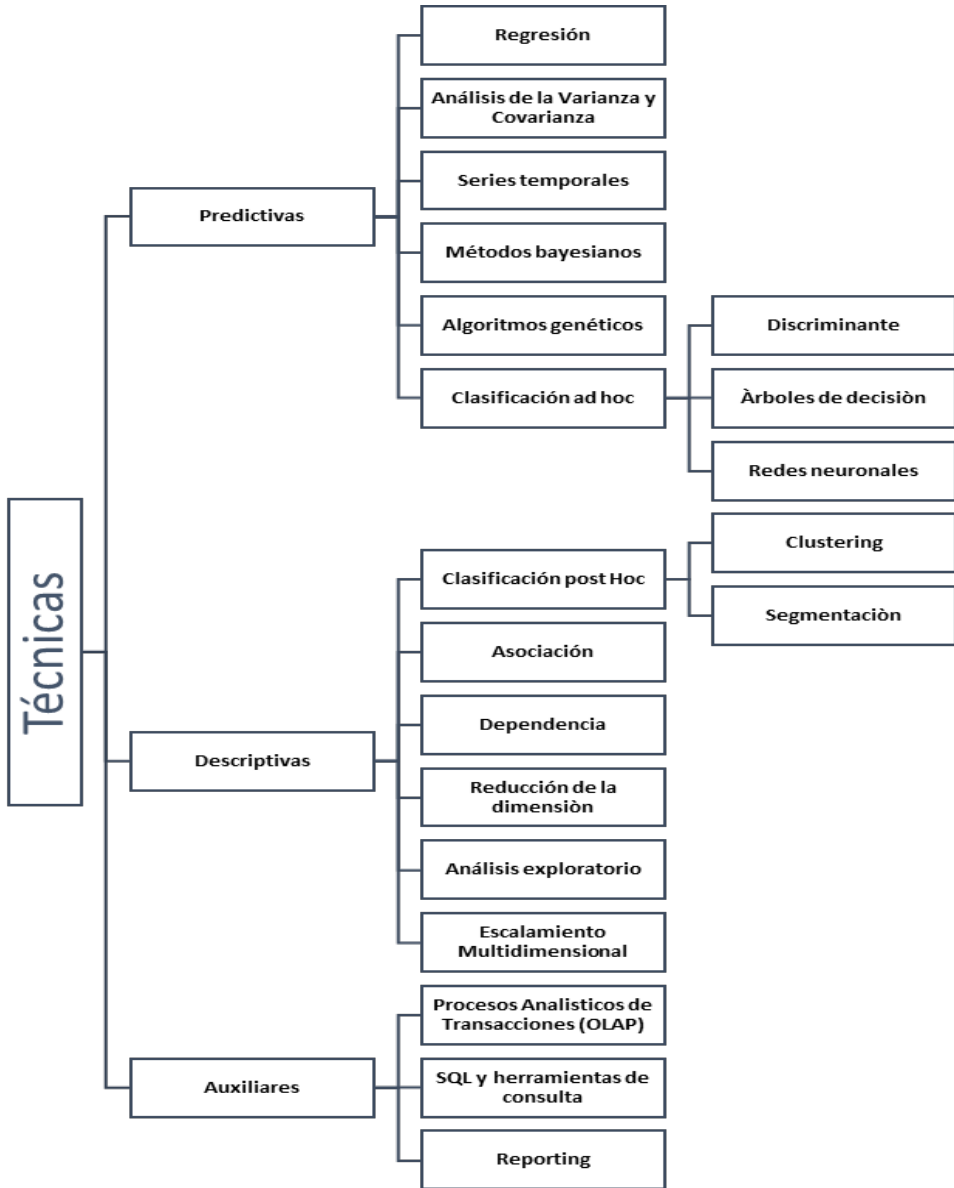 Técnicas
Predictivas
Regresión
Análisis de la Varianza y
Covarianza
Series temporales
Métodos bayesianos
Algoritmos genéticos
Clasificación ad hoc
Discriminante
Àrboles de decisiòn
Redes neuronales
Descriptivas
Clasificación post Hoc
Clustering
Segmentaciòn
Asociación
Dependencia
Reducción de la
dimensiòn
Análisis exploratorio
Escalamiento
Multidimensional
Auxiliares
Procesos Analisticos de
Transacciones (OLAP)
SQL y herramientas de
consulta
Reporting